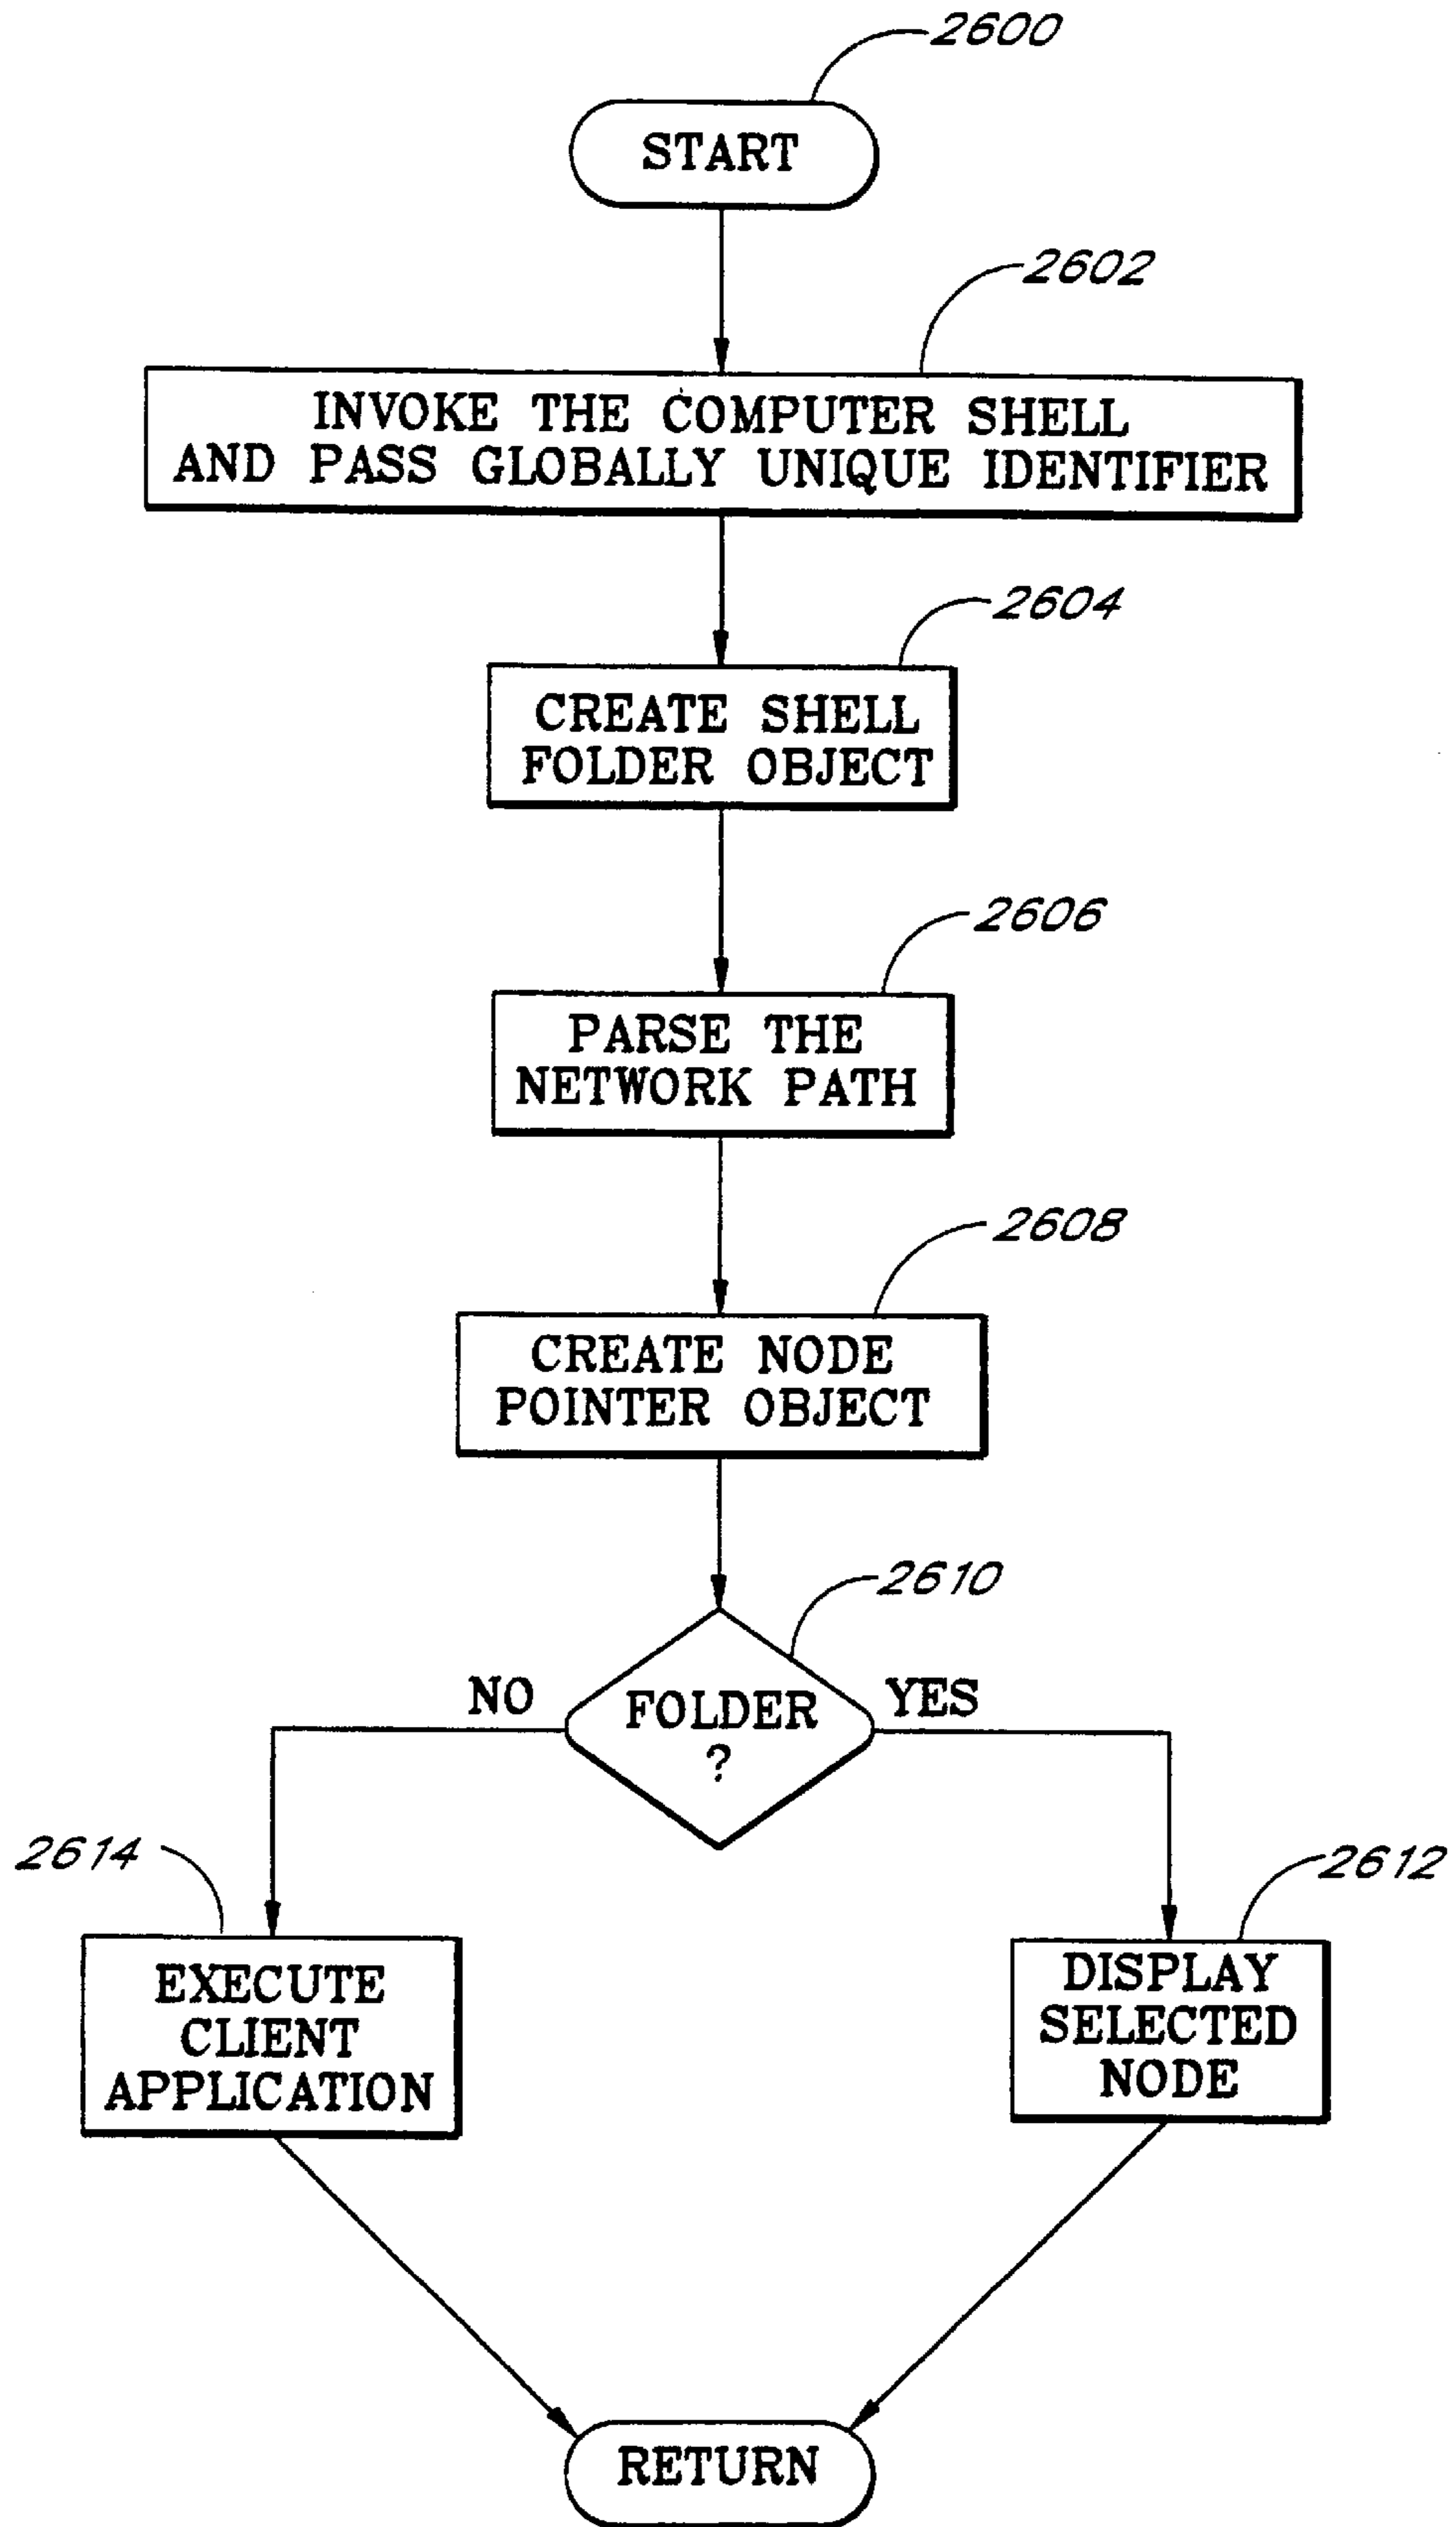 2600
START
2602
INVOKE THE COMPUTER SHELL
AND PASS GLOBALLY UNIQUE IDENTIFIER
2604
CREATE SHELL
FOLDER OBJECT
2606
PARSE THE
NETWORK PATH
2608
CREATE NODE
POINTER OBJECT
2610
NO
FOLDER
?
YES
2614
EXECUTE
CLIENT
APPLICATION
2612
DISPLAY
SELECTED
NODE
RETURN